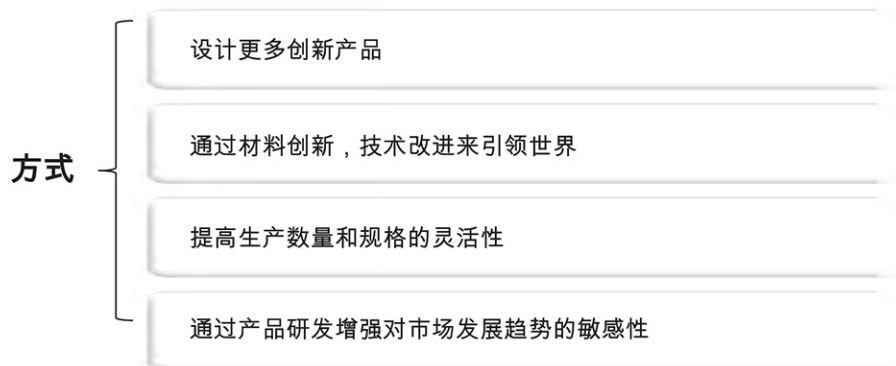 设计更多创新产品
通过材料创新，技术改进来引领世界
方式
提高生产数量和规格的灵活性
通过产品研发增强对市场发展趋势的敏感性